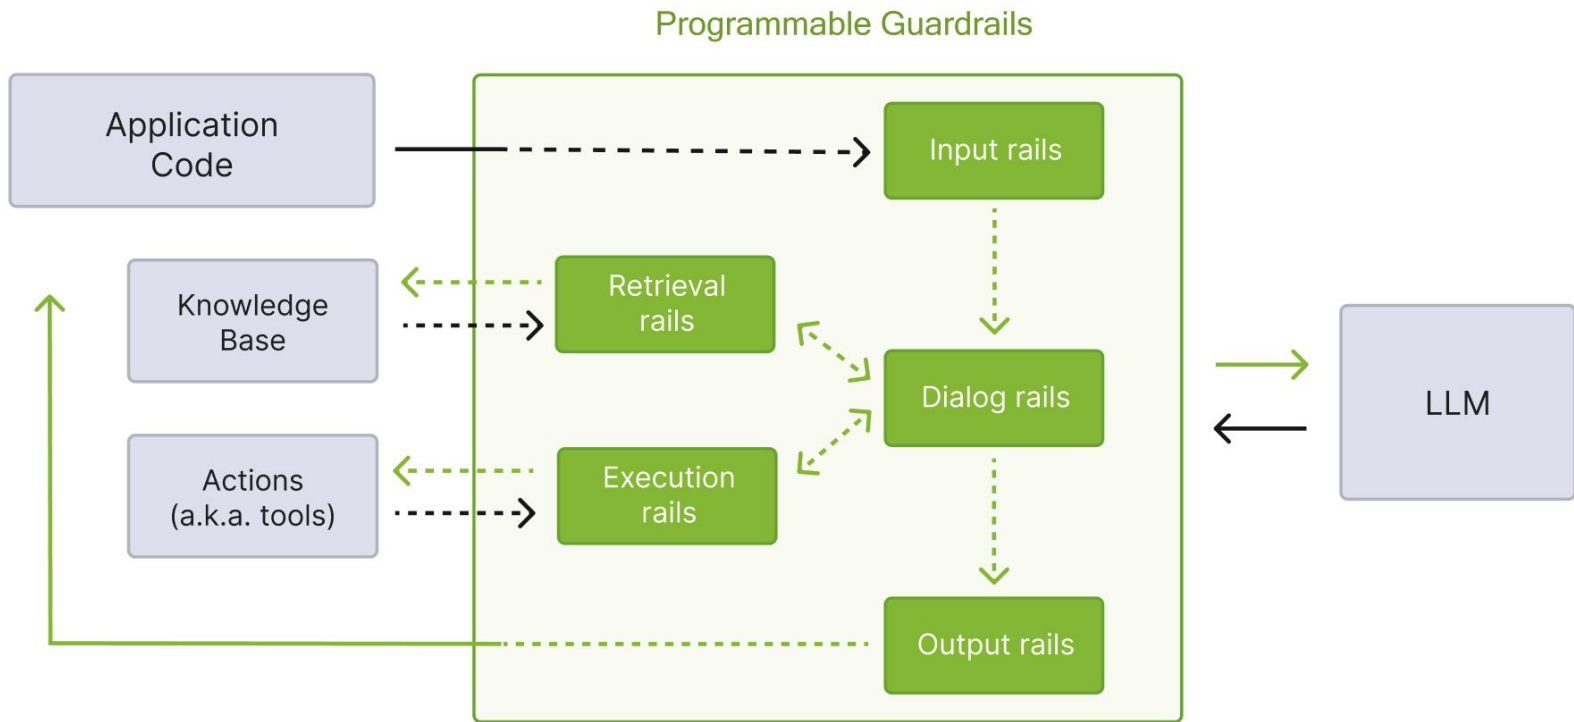 Programmable Guardrails
Application
Code
Input rails
Knowledge
Base
Retrieval
rails
Dialog rails
LLM
Actions
(a.k.a. tools)
Execution
rails
Output rails